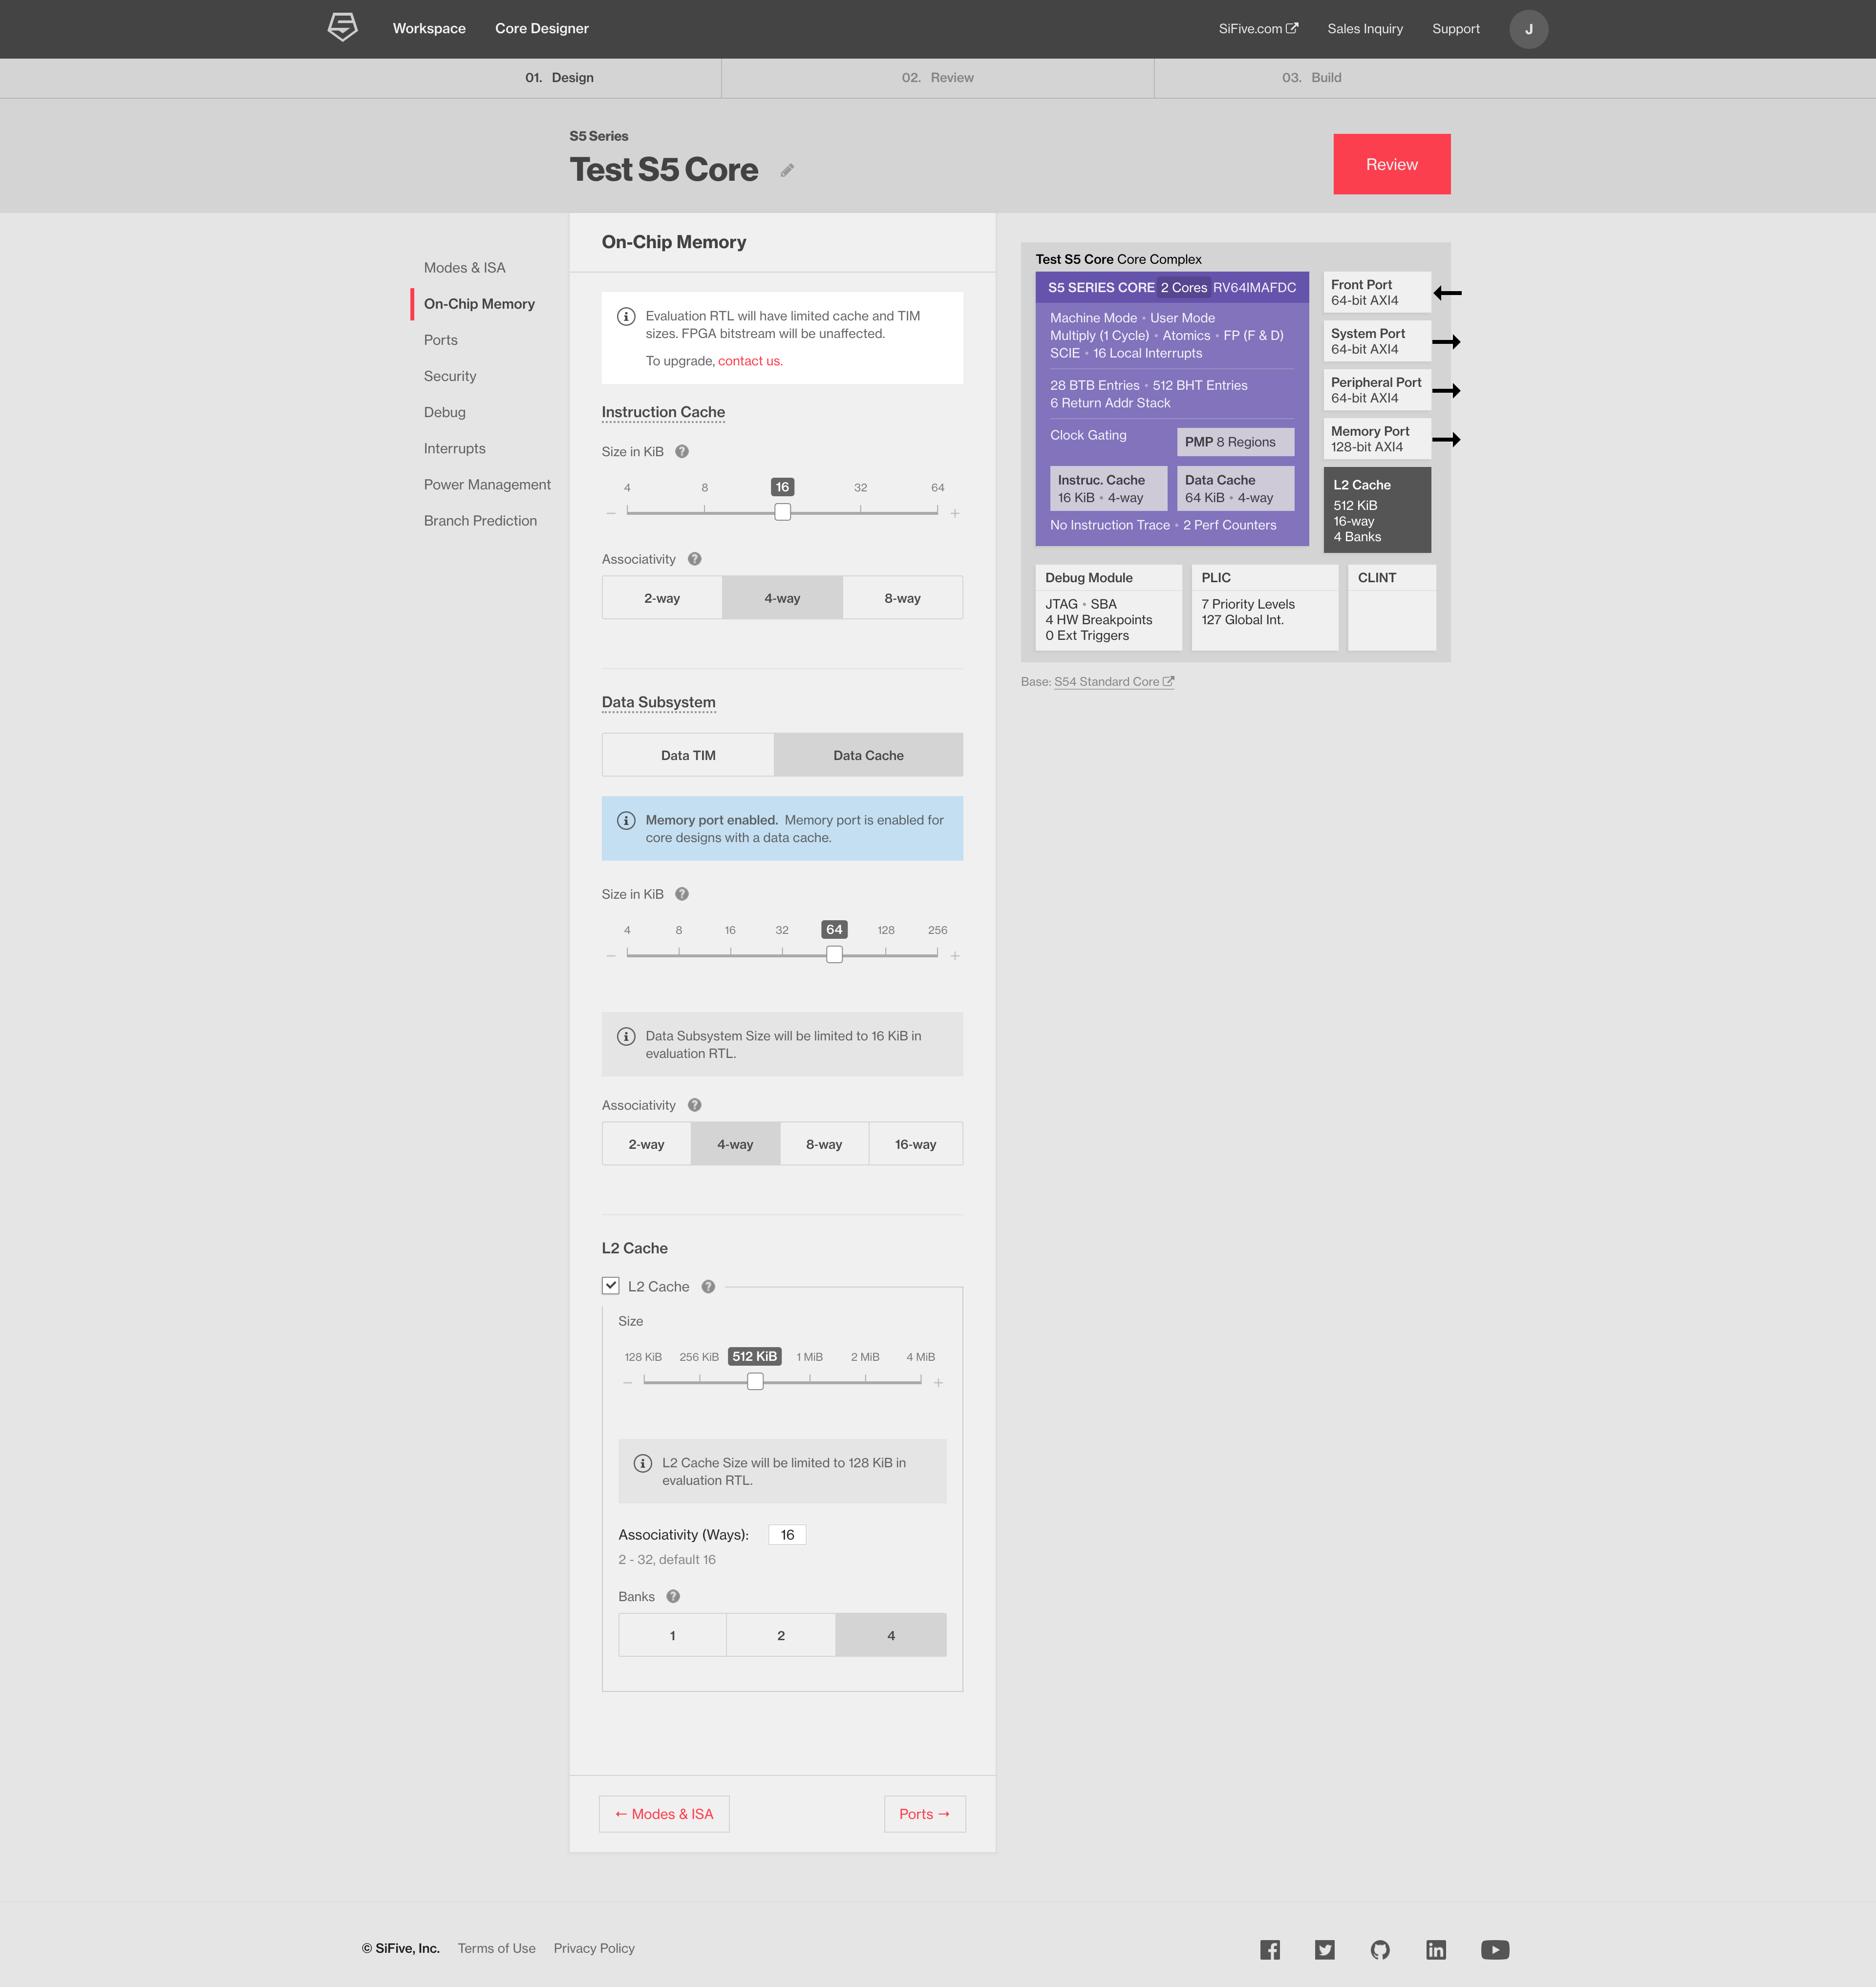 Workspace
Core Designer
SiFive.com
Sales Inquiry
Support
J
01. Design
02. Review
03. Build
S5 Series
Test S5 Core
Review
Modes & ISA
On-Chip Memory
Ports
Security
Debug
Interrupts
Power Management
Branch Prediction
On-Chip Memory
Evaluation RTL will have limited cache and TIM
sizes. FPGA bitstream will be unaffected.
To upgrade, contact us.
Instruction Cache
Size in KiB ?
4 8 16 32 64
− +
Associativity ?
2-way 4-way 8-way
Data Subsystem
Data TIM Data Cache
Memory port enabled. Memory port is enabled for
core designs with a data cache.
Size in KiB ?
4 8 16 32 64 128 256
− +
Data Subsystem Size will be limited to 16 KiB in
evaluation RTL.
Associativity ?
2-way 4-way 8-way 16-way
L2 Cache
L2 Cache ?
Size
128 KiB 256 KiB 512 KiB 1 MiB 2 MiB 4 MiB
− +
L2 Cache Size will be limited to 128 KiB in
evaluation RTL.
Associativity (Ways): 16
2 - 32, default 16
Banks ?
1 2 4
← Modes & ISA
Ports →
Test S5 Core Core Complex
S5 SERIES CORE 2 Cores RV64IMAFDC
Machine Mode • User Mode
Multiply (1 Cycle) • Atomics • FP (F & D)
SCIE • 16 Local Interrupts
28 BTB Entries • 512 BHT Entries
6 Return Addr Stack
Clock Gating
PMP 8 Regions
Instruc. Cache
16 KiB • 4-way
Data Cache
64 KiB • 4-way
No Instruction Trace • 2 Perf Counters
Front Port
64-bit AXI4
System Port
64-bit AXI4
Peripheral Port
64-bit AXI4
Memory Port
128-bit AXI4
L2 Cache
512 KiB
16-way
4 Banks
Debug Module
JTAG • SBA
4 HW Breakpoints
0 Ext Triggers
PLIC
7 Priority Levels
127 Global Int.
CLINT
Base: S54 Standard Core
© SiFive, Inc.
Terms of Use
Privacy Policy